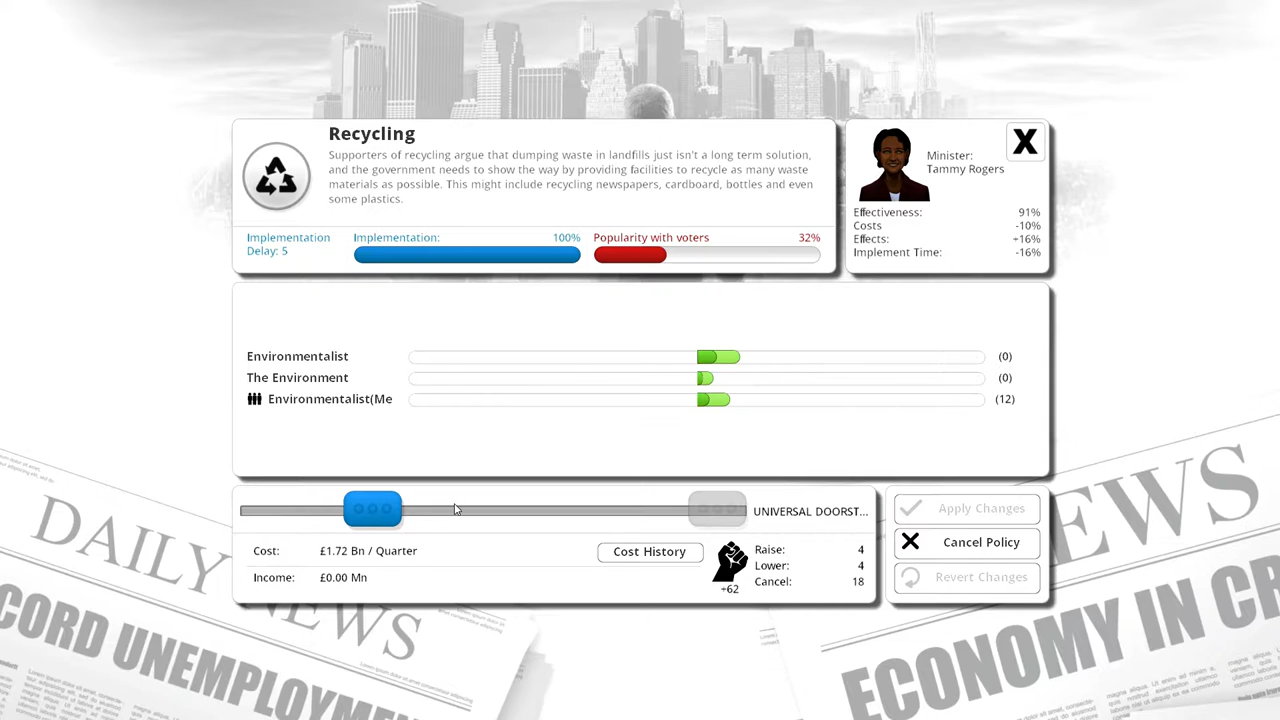 Recycling
Supporters of recycling argue that dumping waste in landfills just isn't a long term solution,
and the government needs to show the way by providing facilities to recycle as many waste
materials as possible. This might include recycling newspapers, cardboard, bottles and even
some plastics.
Implementation
Delay: 5
Implementation: 100%
Popularity with voters 32%
X
Minister:
Tammy Rogers
Effectiveness: 91%
Costs -10%
Effects: +16%
Implement Time: -16%
Environmentalist (0)
The Environment (0)
Environmentalist(Me (12)
UNIVERSAL DOORST...
Cost: £1.72 Bn / Quarter
Income: £0.00 Mn
Cost History
+62
Raise: 4
Lower: 4
Cancel: 18
Apply Changes
Cancel Policy
Revert Changes
DAILY NEWS
CORD UNEMPLOYME
NEWS
ECONOMY IN CR